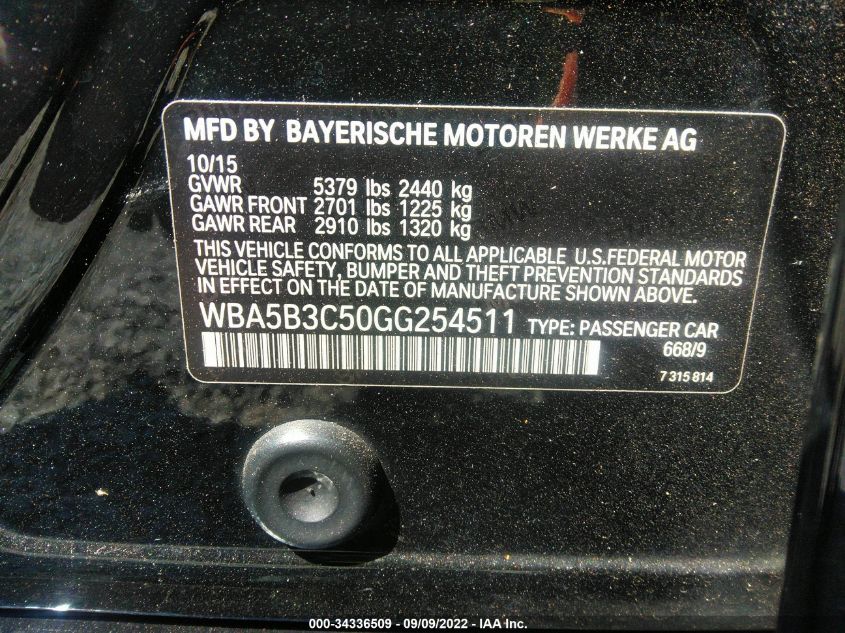 MFD BY BAYERISCHE MOTOREN WERKE AG
10/15
GVWR 5379 lbs 2440 kg
GAWR FRONT 2701 lbs 1225 kg
GAWR REAR 2910 lbs 1320 kg
THIS VEHICLE CONFORMS TO ALL APPLICABLE U.S.FEDERAL MOTOR
VEHICLE SAFETY, BUMPER AND THEFT PREVENTION STANDARDS
IN EFFECT ON THE DATE OF MANUFACTURE SHOWN ABOVE.
WBA5B3C50GG254511 TYPE: PASSENGER CAR
668/9
7 315 814
000-34336509 - 09/09/2022 - IAA Inc.